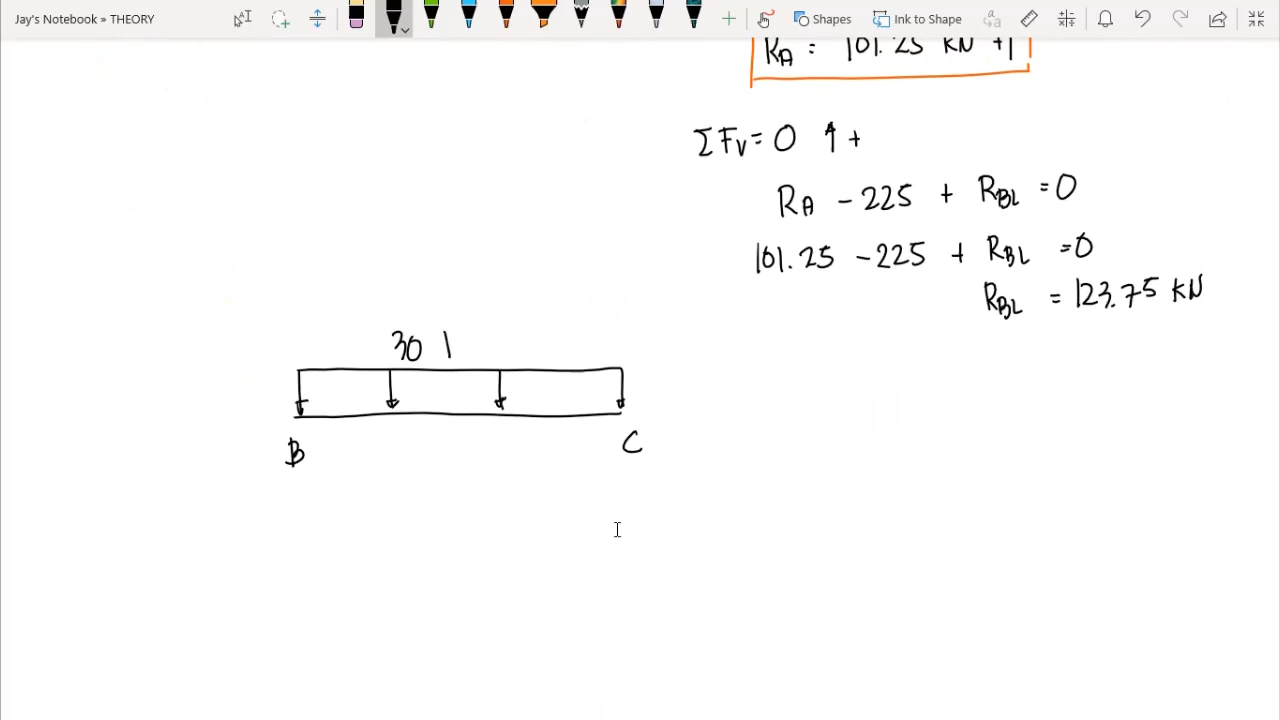 Jay's Notebook » THEORY
Shapes
Ink to Shape
RA = 101.25 KN ↑
ΣFV = 0 ↑ +
RA - 225 + RBL = 0
101.25 - 225 + RBL = 0
RBL = 123.75 KN
30 |
B
C